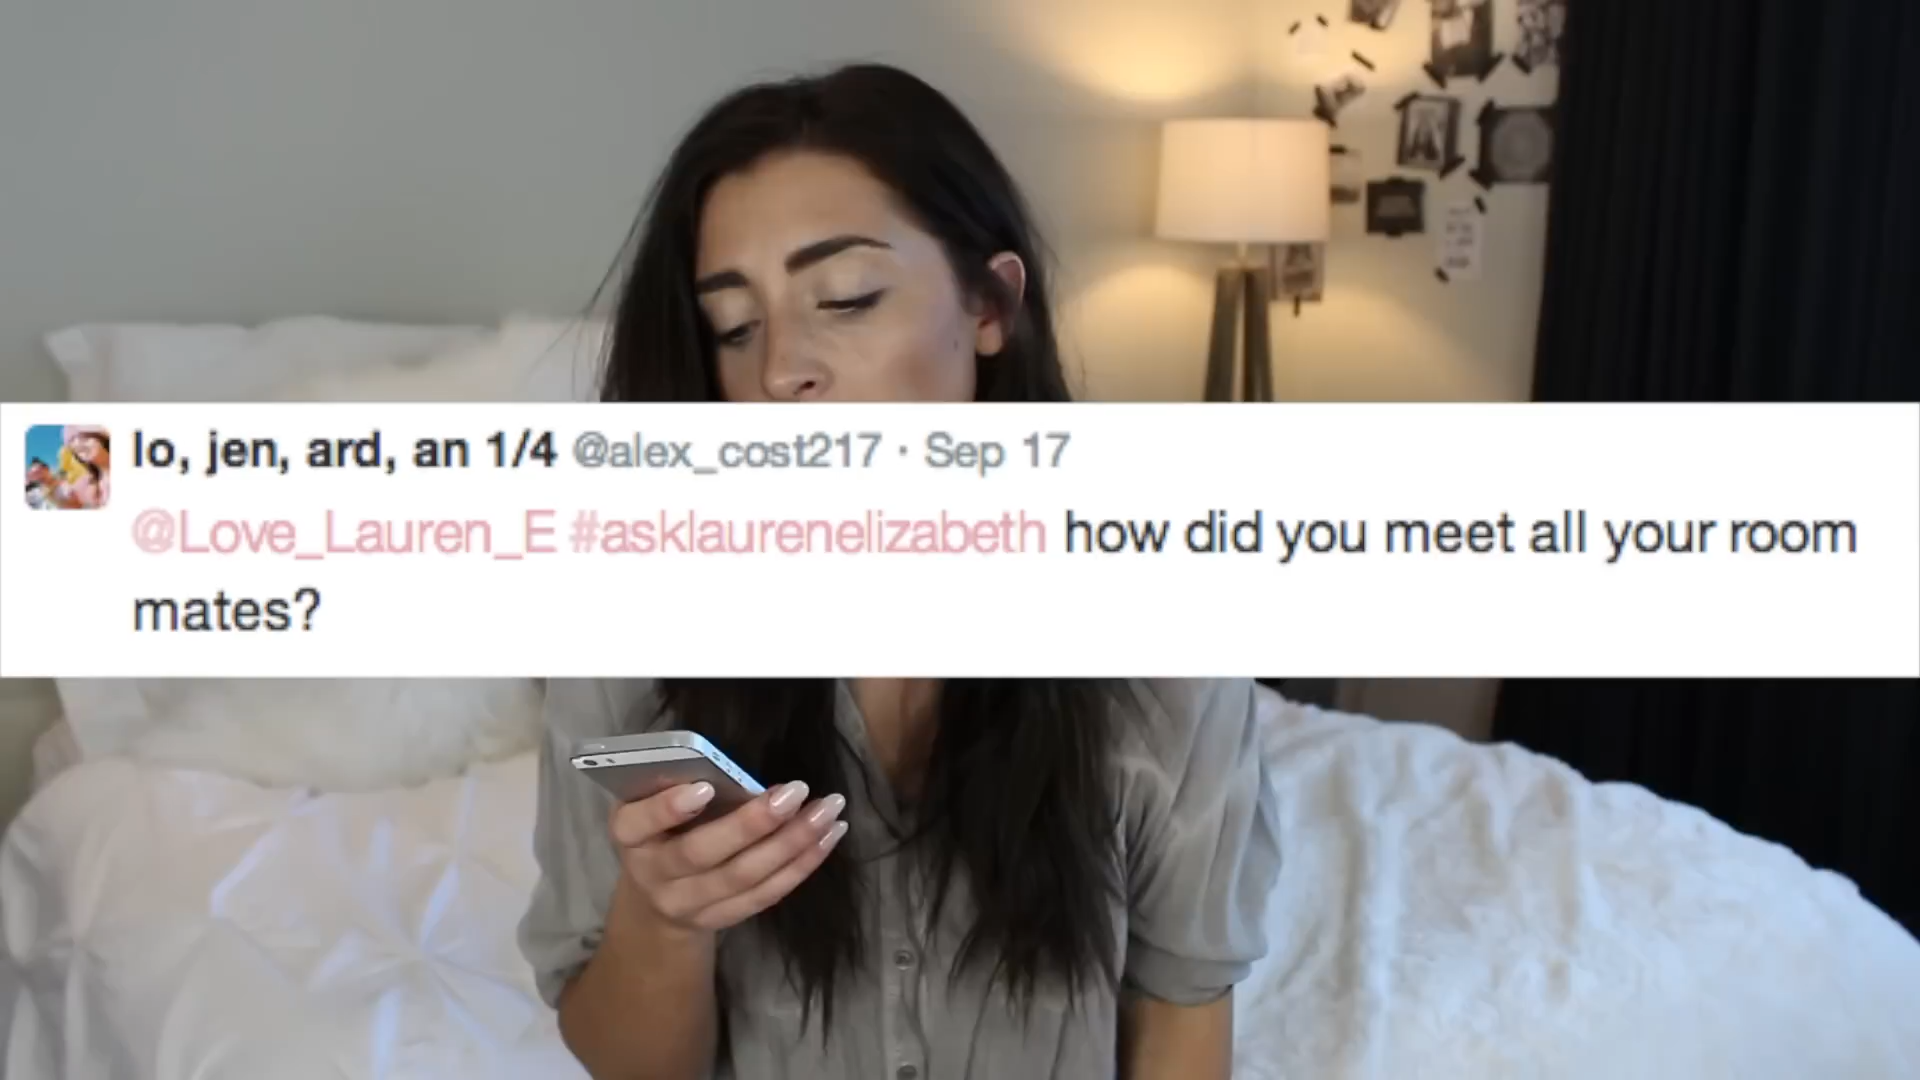 lo, jen, ard, an 1/4 @alex_cost217 · Sep 17
@Love_Lauren_E #asklaurenelizabeth how did you meet all your room
mates?